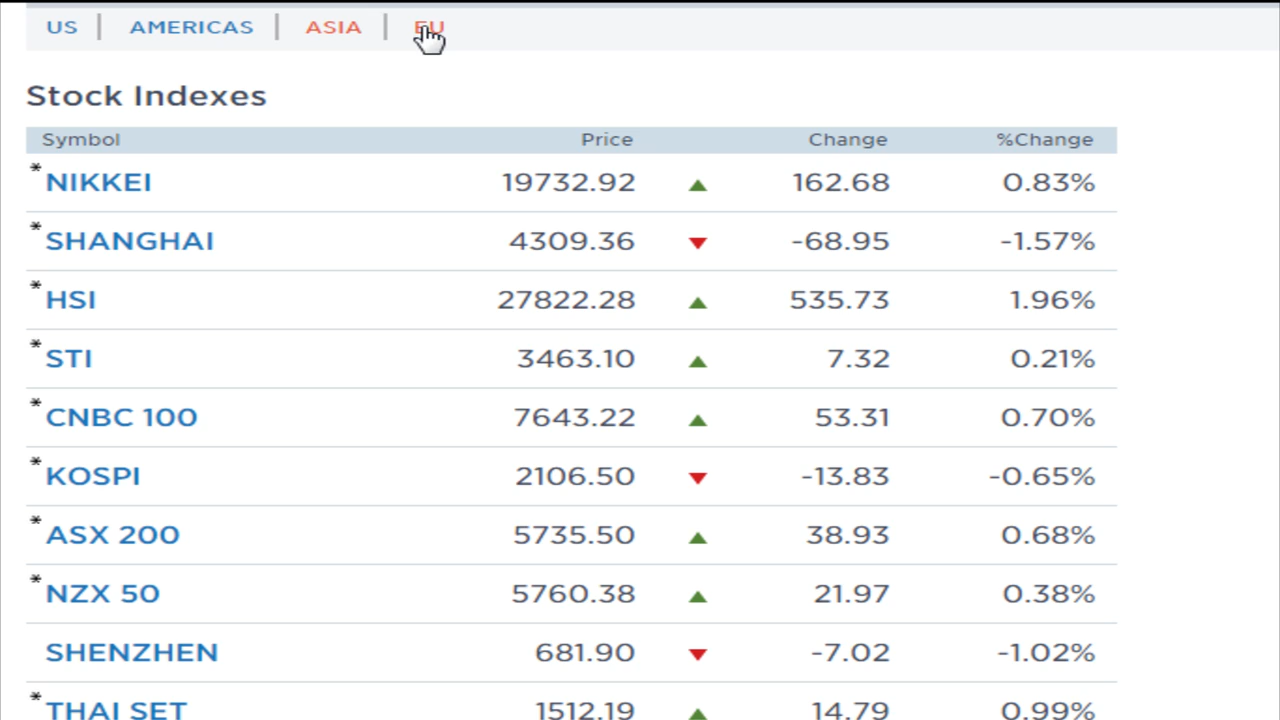 US | AMERICAS | ASIA | EU
Stock Indexes
Symbol Price Change %Change
*NIKKEI 19732.92 ▲ 162.68 0.83%
*SHANGHAI 4309.36 ▼ -68.95 -1.57%
*HSI 27822.28 ▲ 535.73 1.96%
*STI 3463.10 ▲ 7.32 0.21%
*CNBC 100 7643.22 ▲ 53.31 0.70%
*KOSPI 2106.50 ▼ -13.83 -0.65%
*ASX 200 5735.50 ▲ 38.93 0.68%
*NZX 50 5760.38 ▲ 21.97 0.38%
SHENZHEN 681.90 ▼ -7.02 -1.02%
*THAI SET 1512.19 ▲ 14.79 0.99%